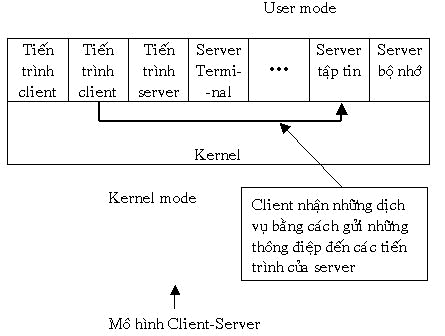 User mode
Tiến
trình
client
Tiến
trình
client
Tiến
trình
server
Server
Termi-
-nal
...
Server
tập tin
Server
bộ nhớ
Kernel
Kernel mode
Client nhận những dịch
vụ bằng cách gửi những
thông điệp đến các tiến
trình của server
Mô hình Client-Server